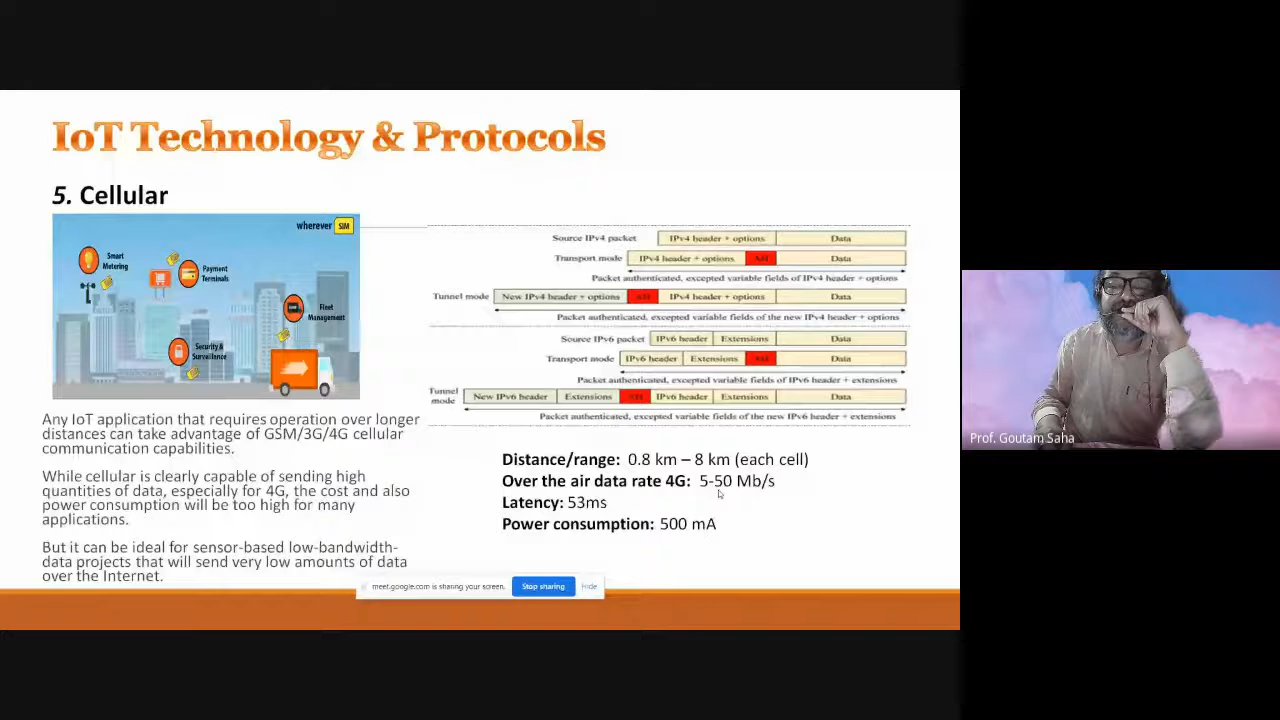 IoT Technology & Protocols
5. Cellular
wherever SIM
Smart
Metering
Payment
Terminals
Fleet
Management
Security &
Surveillance
Source IPv4 packet IPv4 header + options Data
Transport mode IPv4 header + options AH Data
Packet authenticated, excepted variable fields of IPv4 header + options
Tunnel mode New IPv4 header + options AH IPv4 header + options Data
Packet authenticated, excepted variable fields of the new IPv4 header + options
Source IPv6 packet IPv6 header Extensions Data
Transport mode IPv6 header Extensions AH Data
Packet authenticated, excepted variable fields of IPv6 header + extensions
Tunnel
mode New IPv6 header Extensions AH IPv6 header Extensions Data
Packet authenticated, excepted variable fields of the new IPv6 header + extensions
Any IoT application that requires operation over longer
distances can take advantage of GSM/3G/4G cellular
communication capabilities.
While cellular is clearly capable of sending high
quantities of data, especially for 4G, the cost and also
power consumption will be too high for many
applications.
But it can be ideal for sensor-based low-bandwidth-
data projects that will send very low amounts of data
over the Internet.
Distance/range: 0.8 km – 8 km (each cell)
Over the air data rate 4G: 5-50 Mb/s
Latency: 53ms
Power consumption: 500 mA
meet.google.com is sharing your screen. Stop sharing Hide
Prof. Goutam Saha